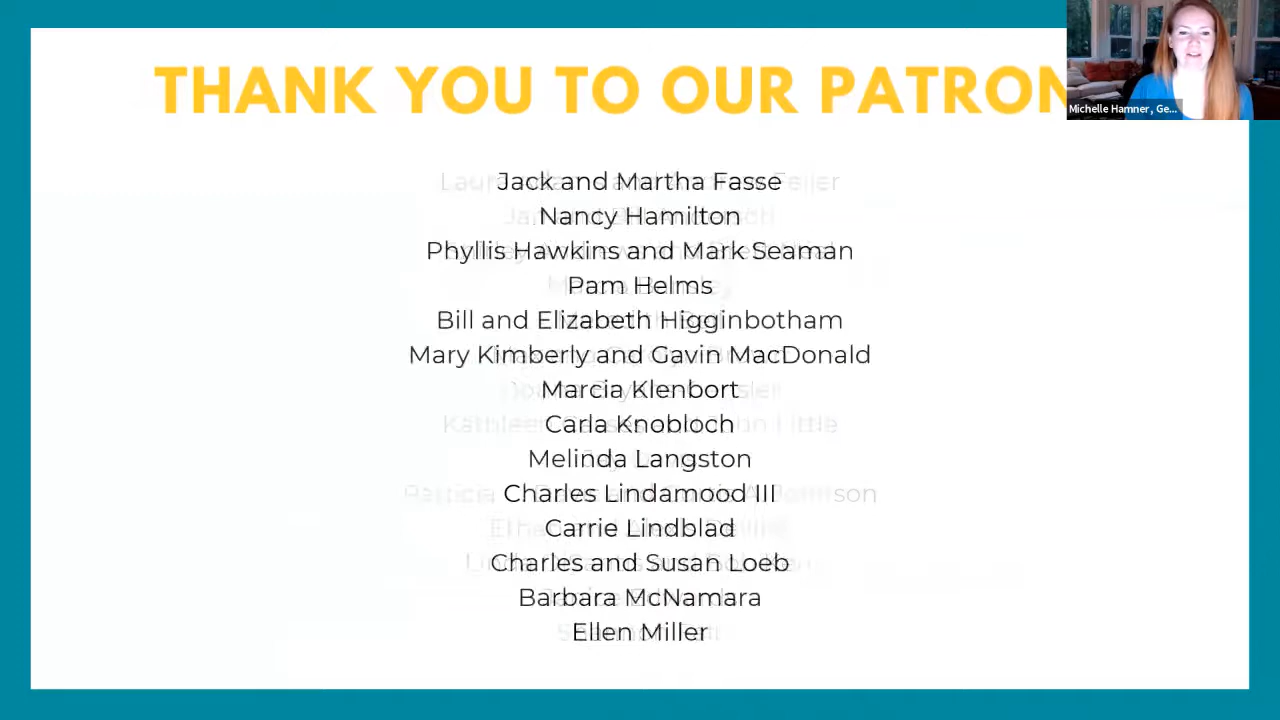 THANK YOU TO OUR PATRON
Michelle Hamner, Ge...
Jack and Martha Fasse
Nancy Hamilton
Phyllis Hawkins and Mark Seaman
Pam Helms
Bill and Elizabeth Higginbotham
Mary Kimberly and Gavin MacDonald
Marcia Klenbort
Carla Knobloch
Melinda Langston
Charles Lindamood III
Carrie Lindblad
Charles and Susan Loeb
Barbara McNamara
Ellen Miller